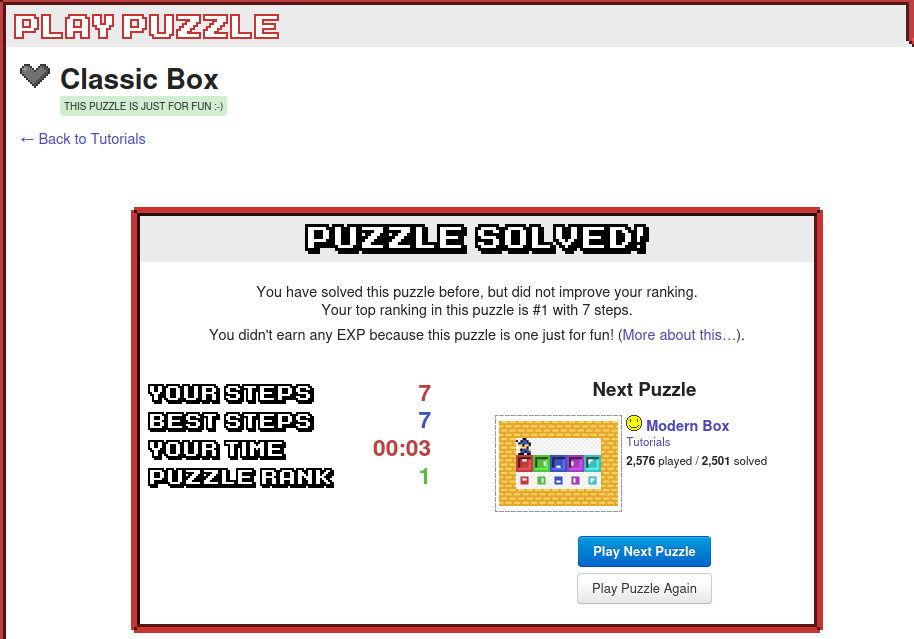 PLAY PUZZLE
Classic Box
THIS PUZZLE IS JUST FOR FUN :-)
← Back to Tutorials
PUZZLE SOLVED!
You have solved this puzzle before, but did not improve your ranking.
Your top ranking in this puzzle is #1 with 7 steps.
You didn't earn any EXP because this puzzle is one just for fun! (More about this…).
YOUR STEPS 7
BEST STEPS 7
YOUR TIME 00:03
PUZZLE RANK 1
Next Puzzle
Modern Box
Tutorials
2,576 played / 2,501 solved
Play Next Puzzle
Play Puzzle Again